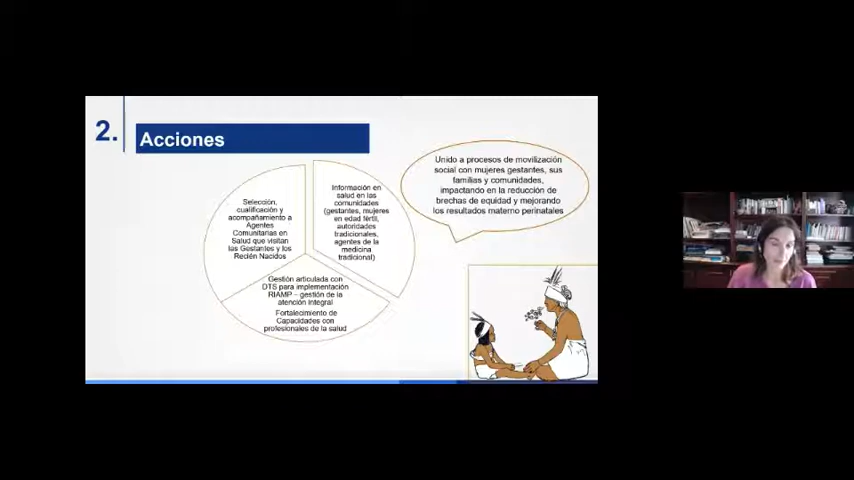 2.
Acciones
Selección,
cualificación y
acompañamiento a
Agentes
Comunitarias en
Salud que visitan
las Gestantes y los
Recién Nacidos
Información en
salud en las
comunidades
(gestantes, mujeres
en edad fértil,
autoridades
tradicionales,
agentes de la
medicina
tradicional)
Gestión articulada con
DTS para implementación
RIAMP – gestión de la
atención integral
Fortalecimiento de
Capacidades con
profesionales de la salud
Unido a procesos de movilización
social con mujeres gestantes, sus
familias y comunidades,
impactando en la reducción de
brechas de equidad y mejorando
los resultados materno perinatales